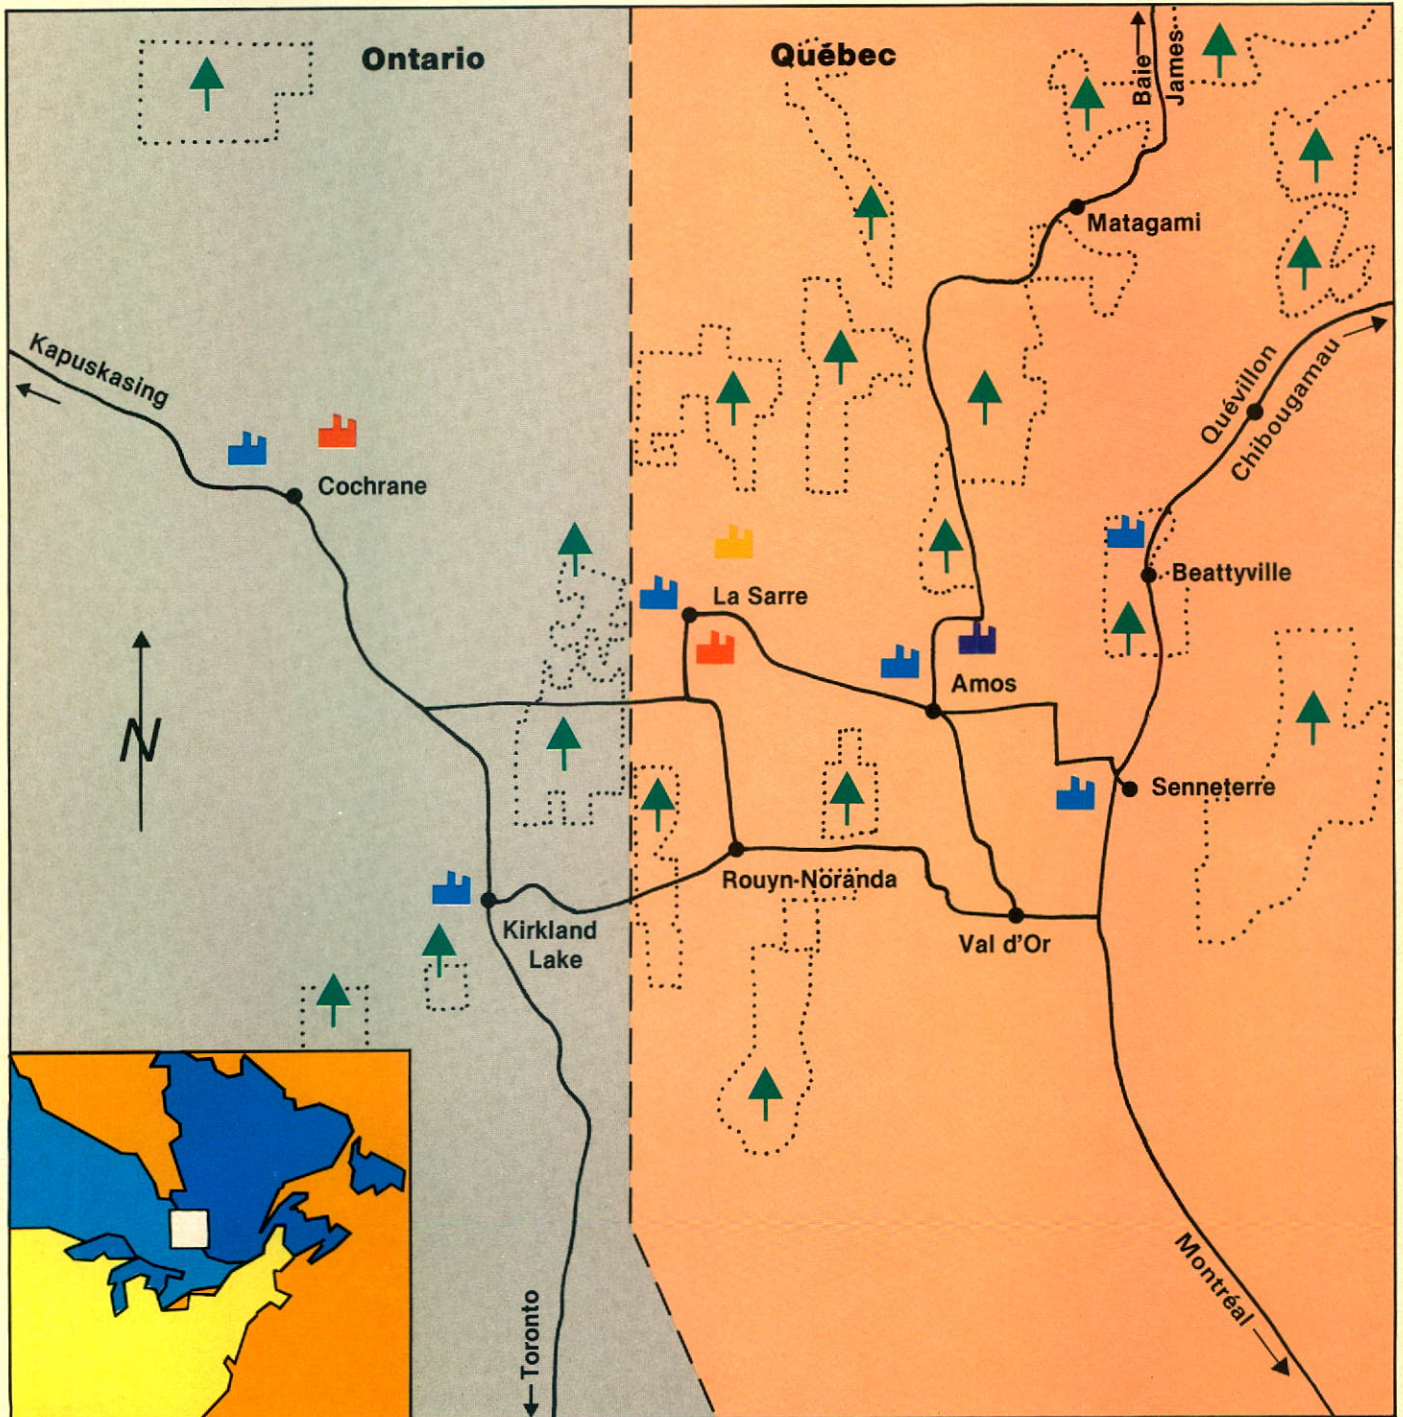 Ontario
Québec
Baie
James
Matagami
Kapuskasing
Quévillon
Chibougamau
Cochrane
Beattyville
La Sarre
Amos
N
Senneterre
Rouyn-Noranda
Kirkland
Lake
Val d'Or
Montréal
Toronto